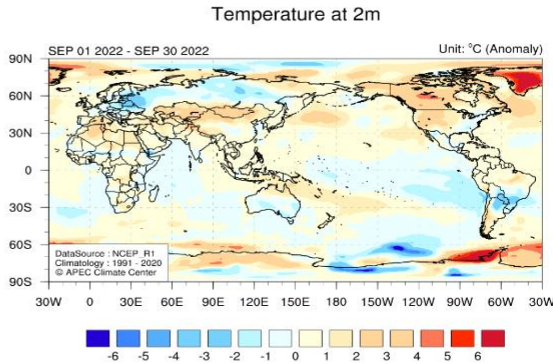 Temperature at 2m
SEP 01 2022 - SEP 30 2022 Unit: °C (Anomaly)
90N
60N
30N
0
30S
60S
90S
DataSource : NCEP_R1
Climatology : 1991 - 2020
© APEC Climate Center
30W 0 30E 60E 90E 120E 150E 180W 150W 120W 90W 60W 30W
-6 -5 -4 -3 -2 -1 0 1 2 3 4 5 6